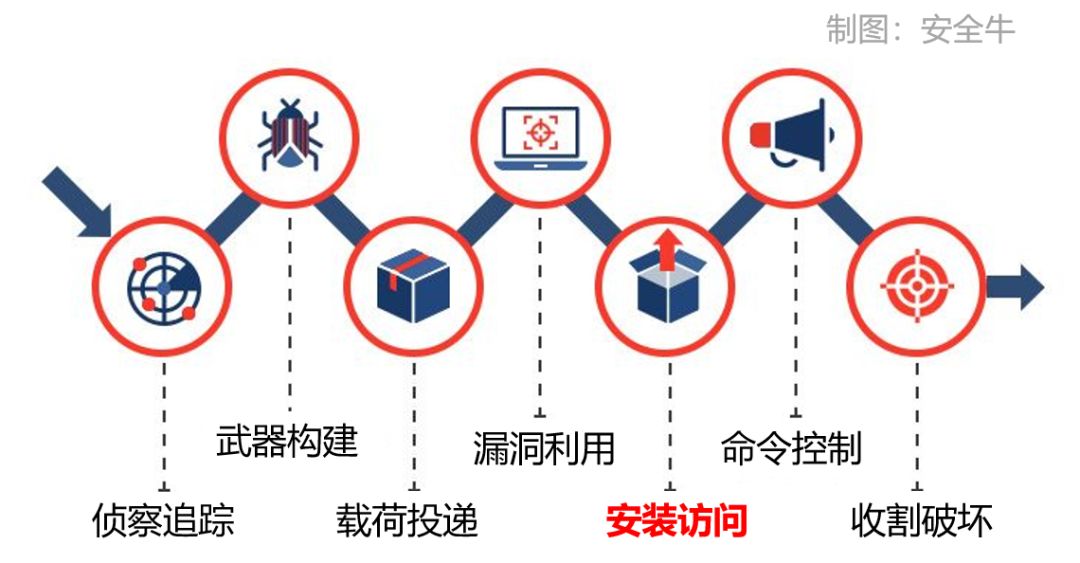 制图：安全牛
武器构建
漏洞利用
命令控制
侦察追踪
载荷投递
安装访问
收割破坏